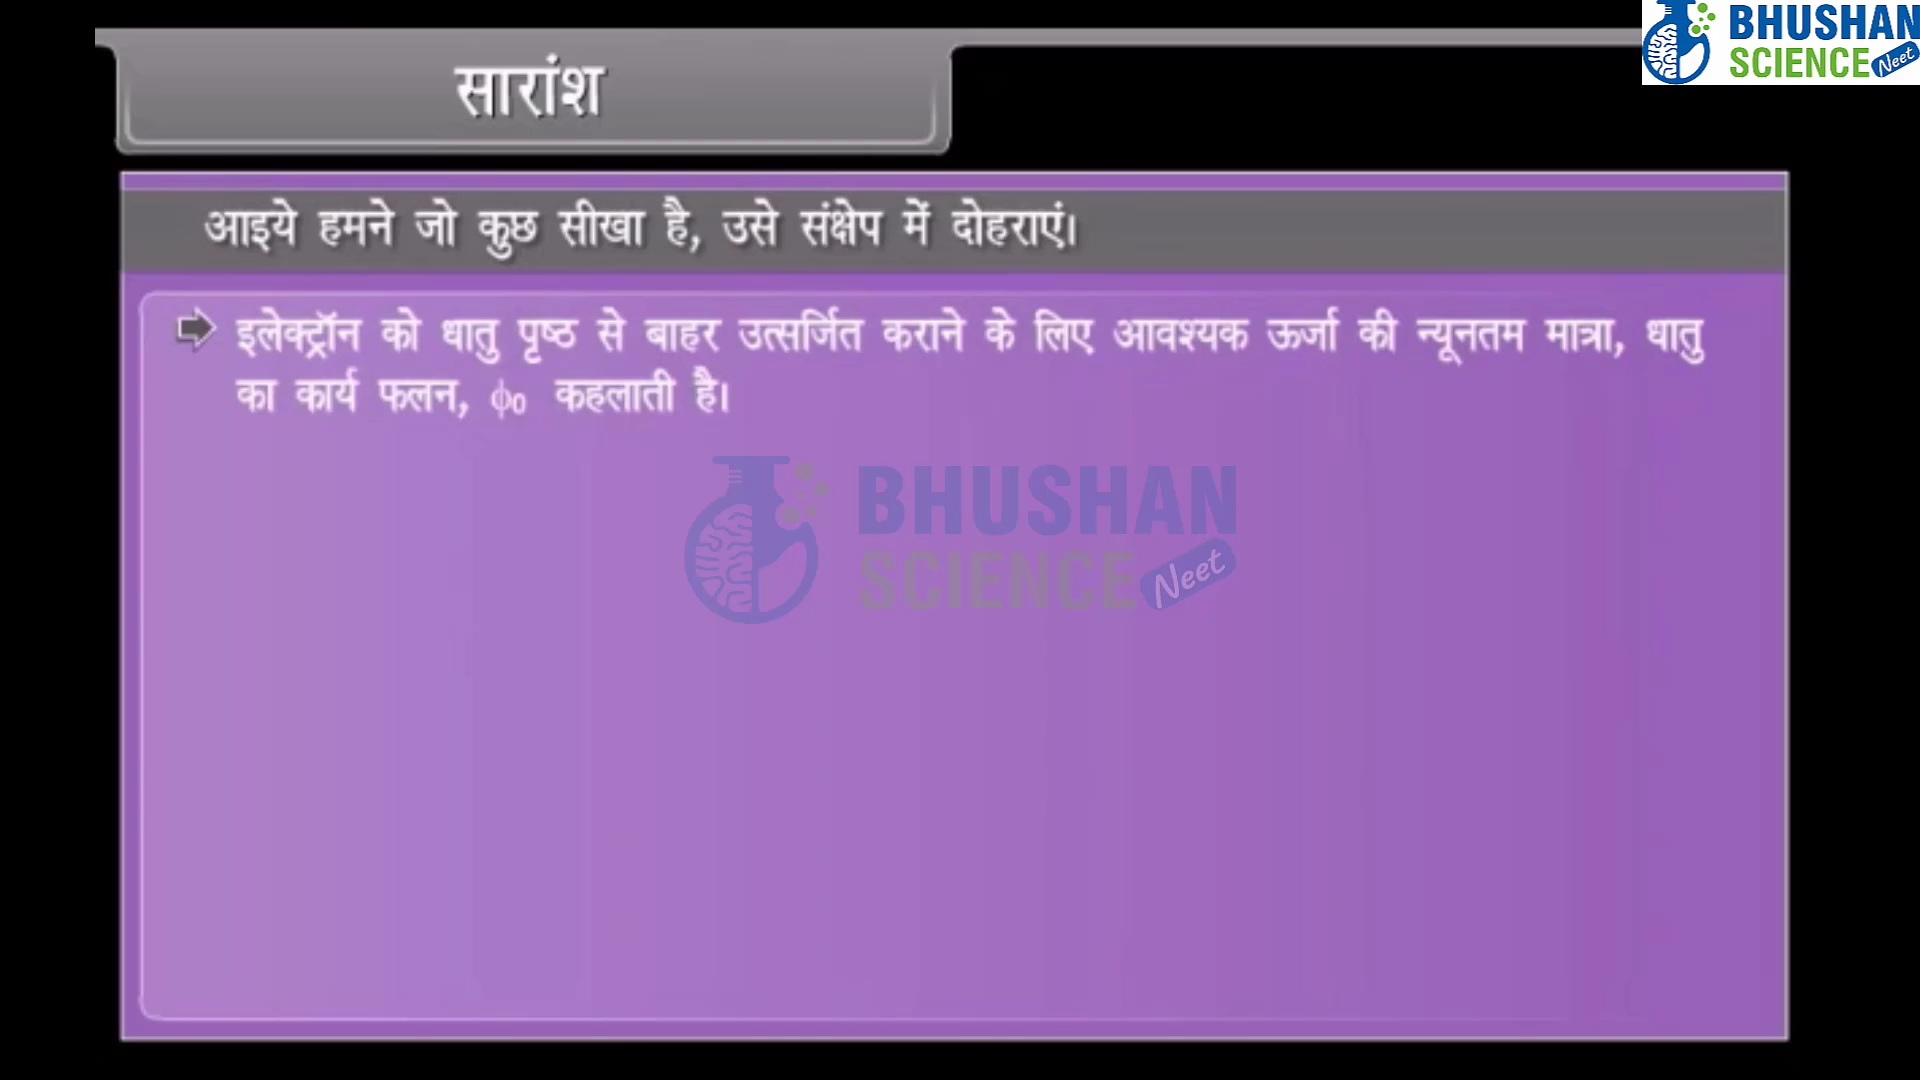 BHUSHAN
SCIENCE Neet
सारांश
आइये हमने जो कुछ सीखा है, उसे संक्षेप में दोहराएं।
इलेक्ट्रॉन को धातु पृष्ठ से बाहर उत्सर्जित कराने के लिए आवश्यक ऊर्जा की न्यूनतम मात्रा, धातु
का कार्य फलन, ϕ₀ कहलाती है।
BHUSHAN
SCIENCE Neet